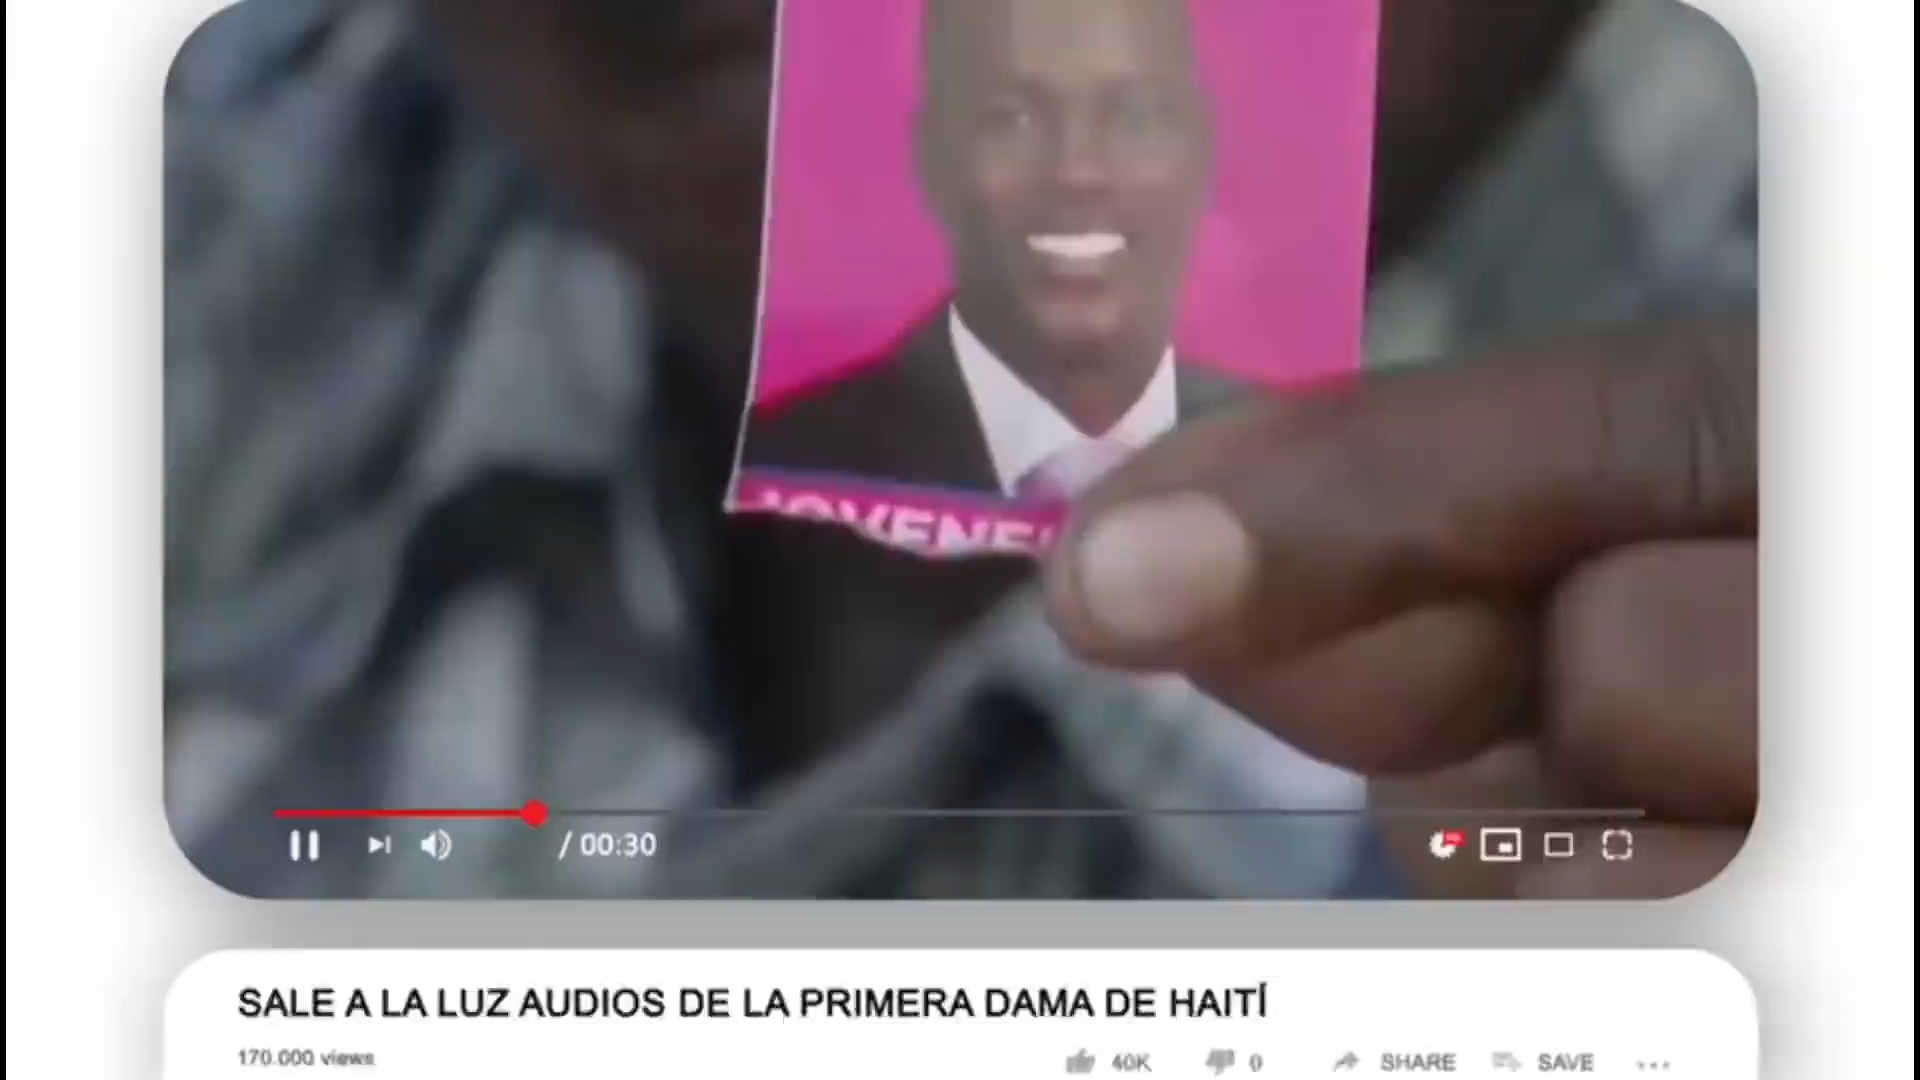 JOVENEL
/ 00:30
SALE A LA LUZ AUDIOS DE LA PRIMERA DAMA DE HAITÍ
170.000 views
40K
0
SHARE
SAVE